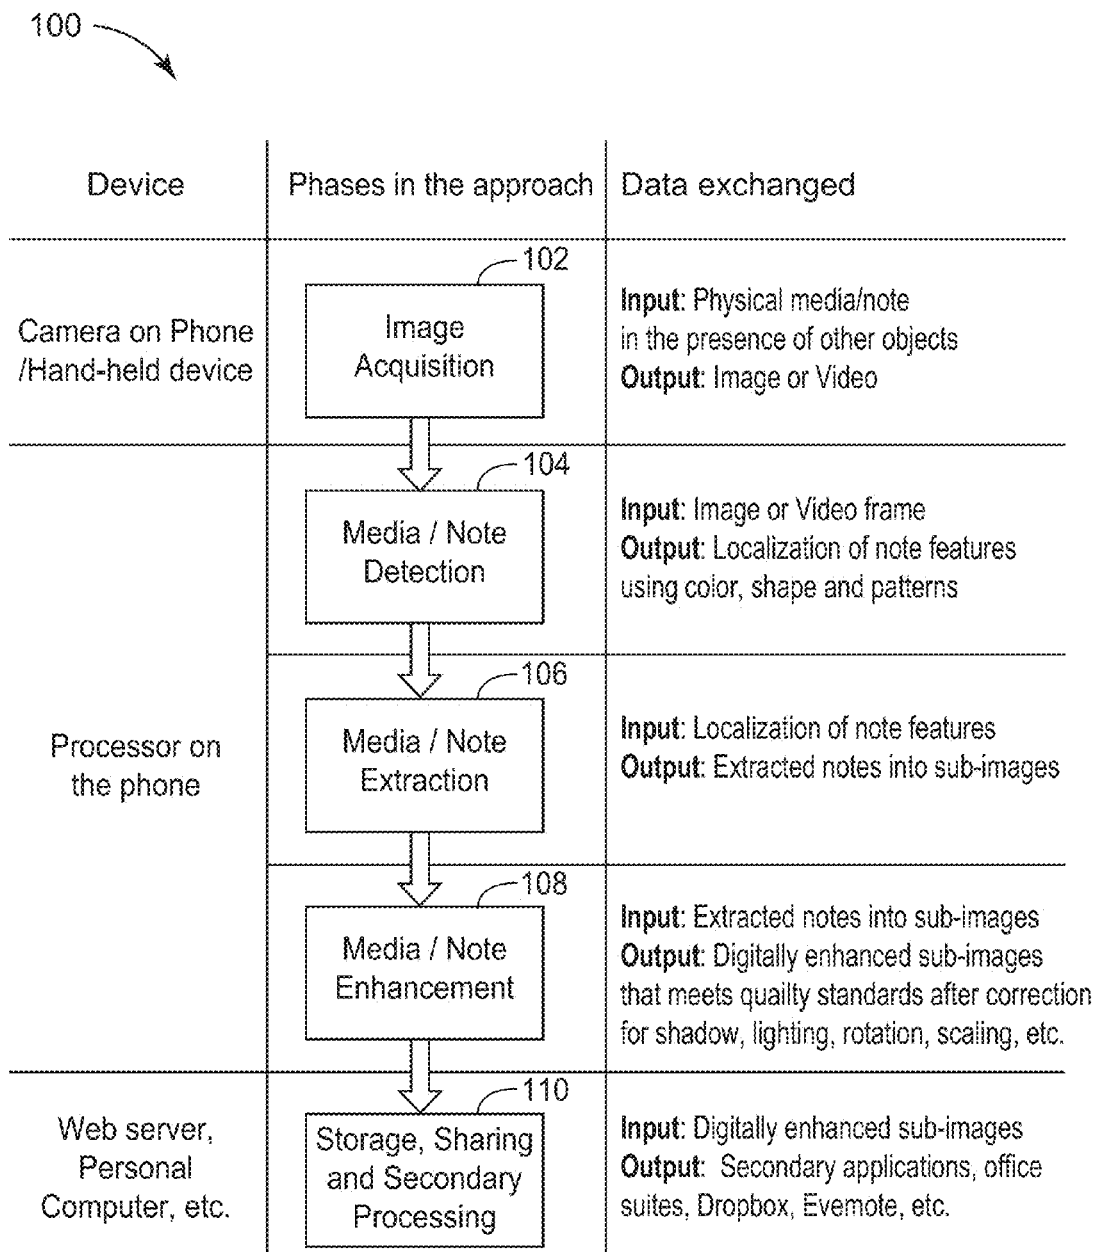 100
Device
Phases in the approach
Data exchanged
Camera on Phone
/Hand-held device
102
Image
Acquisition
Input: Physical media/note
in the presence of other objects
Output: Image or Video
Processor on
the phone
104
Media / Note
Detection
Input: Image or Video frame
Output: Localization of note features
using color, shape and patterns
106
Media / Note
Extraction
Input: Localization of note features
Output: Extracted notes into sub-images
108
Media / Note
Enhancement
Input: Extracted notes into sub-images
Output: Digitally enhanced sub-images
that meets quailty standards after correction
for shadow, lighting, rotation, scaling, etc.
Web server,
Personal
Computer, etc.
110
Storage, Sharing
and Secondary
Processing
Input: Digitally enhanced sub-images
Output: Secondary applications, office
suites, Dropbox, Evemote, etc.